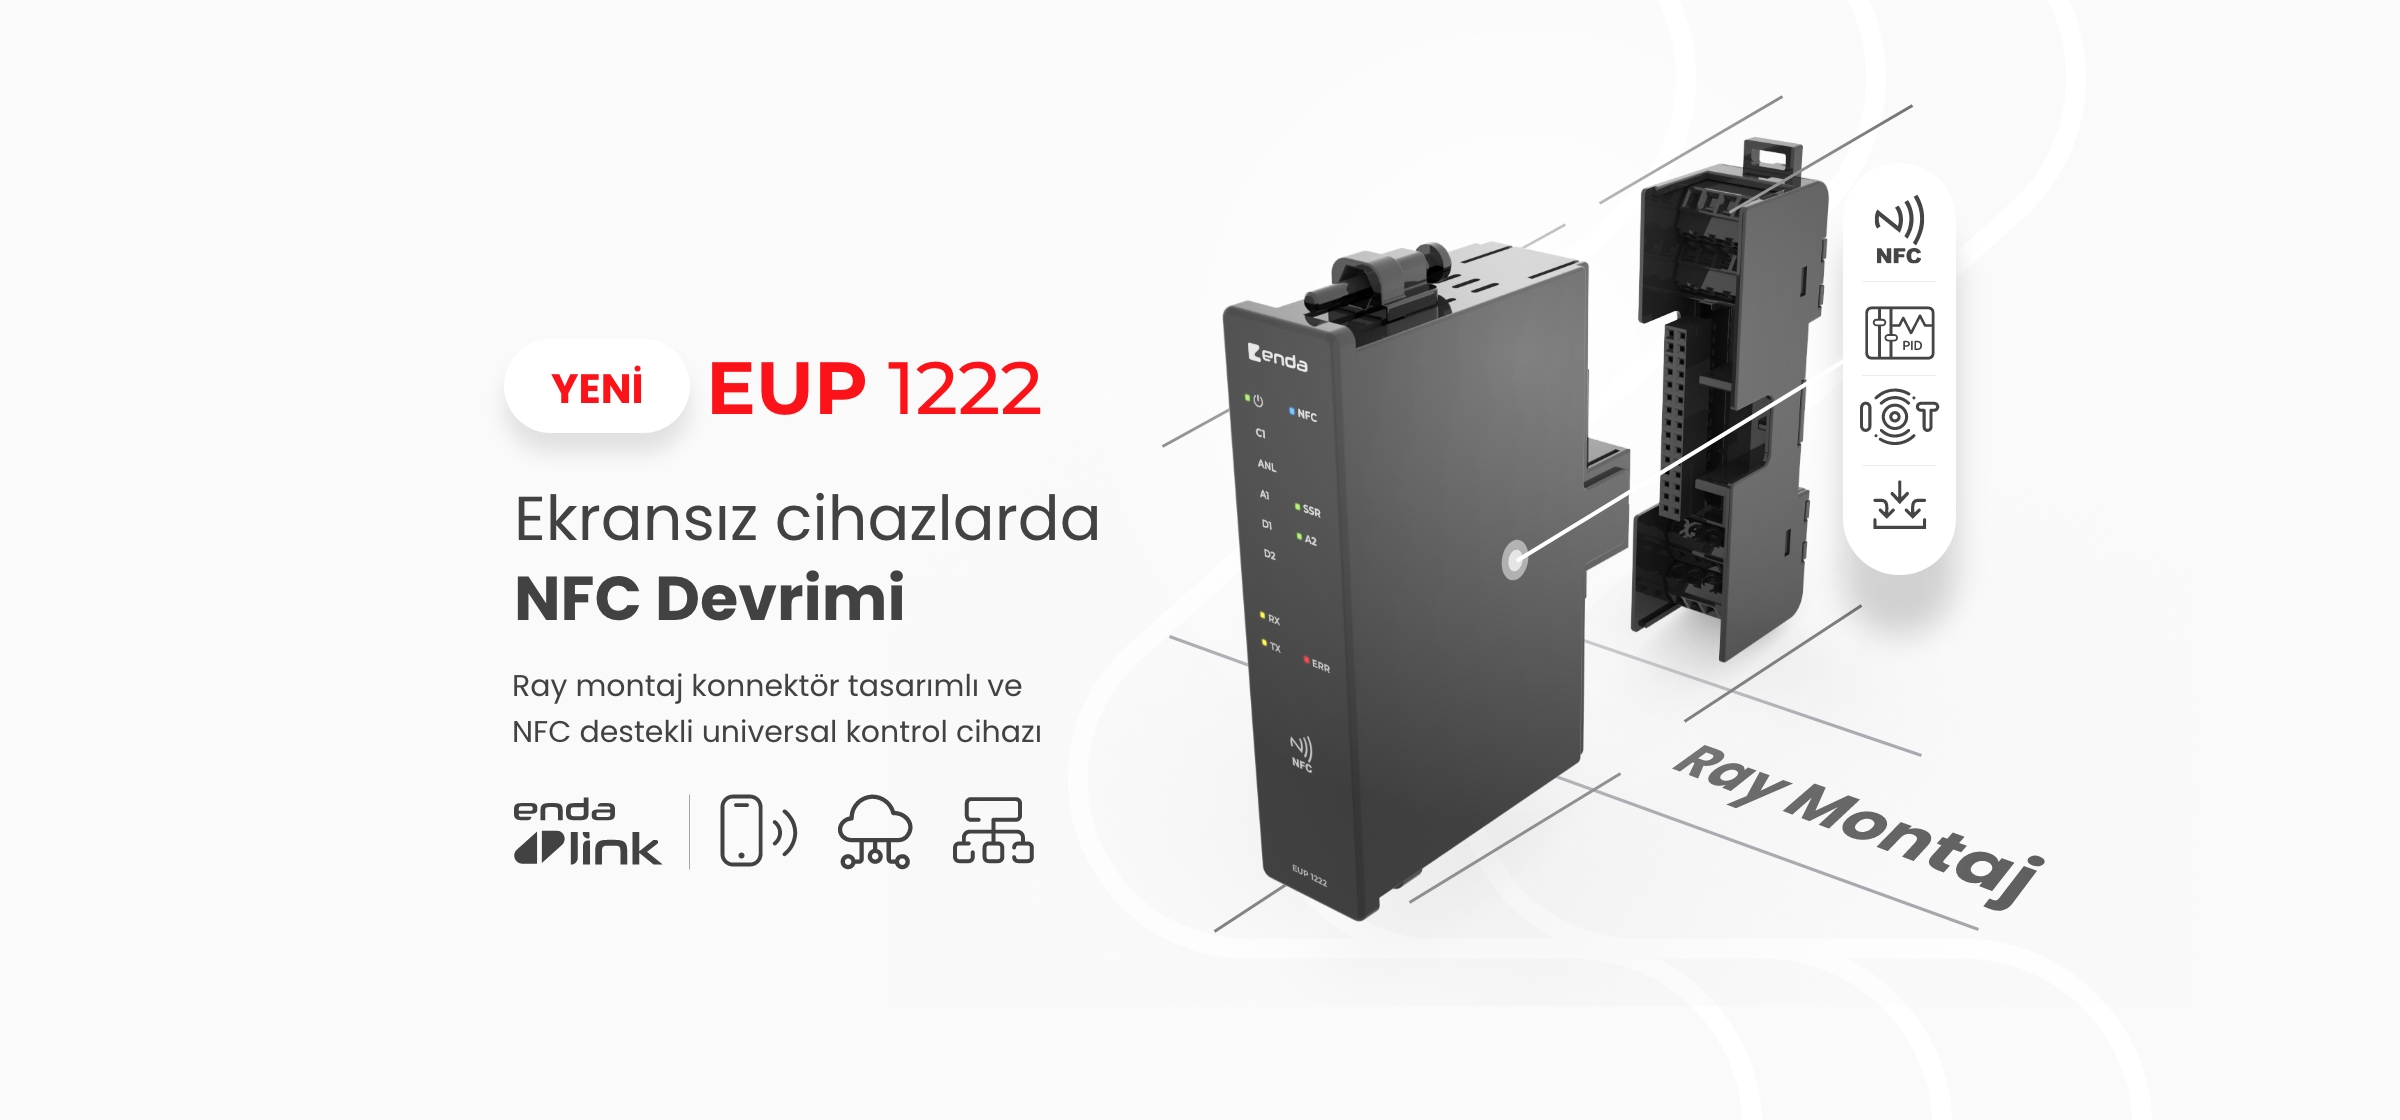 YENİ EUP 1222
Ekransız cihazlarda
NFC Devrimi
Ray montaj konnektör tasarımlı ve
NFC destekli universal kontrol cihazı
enda
link
enda
NFC
C1
ANL
A1
SSR
D1
A2
D2
RX
TX
ERR
NFC
EUP 1222
NFC
PID
IOT
Ray Montaj